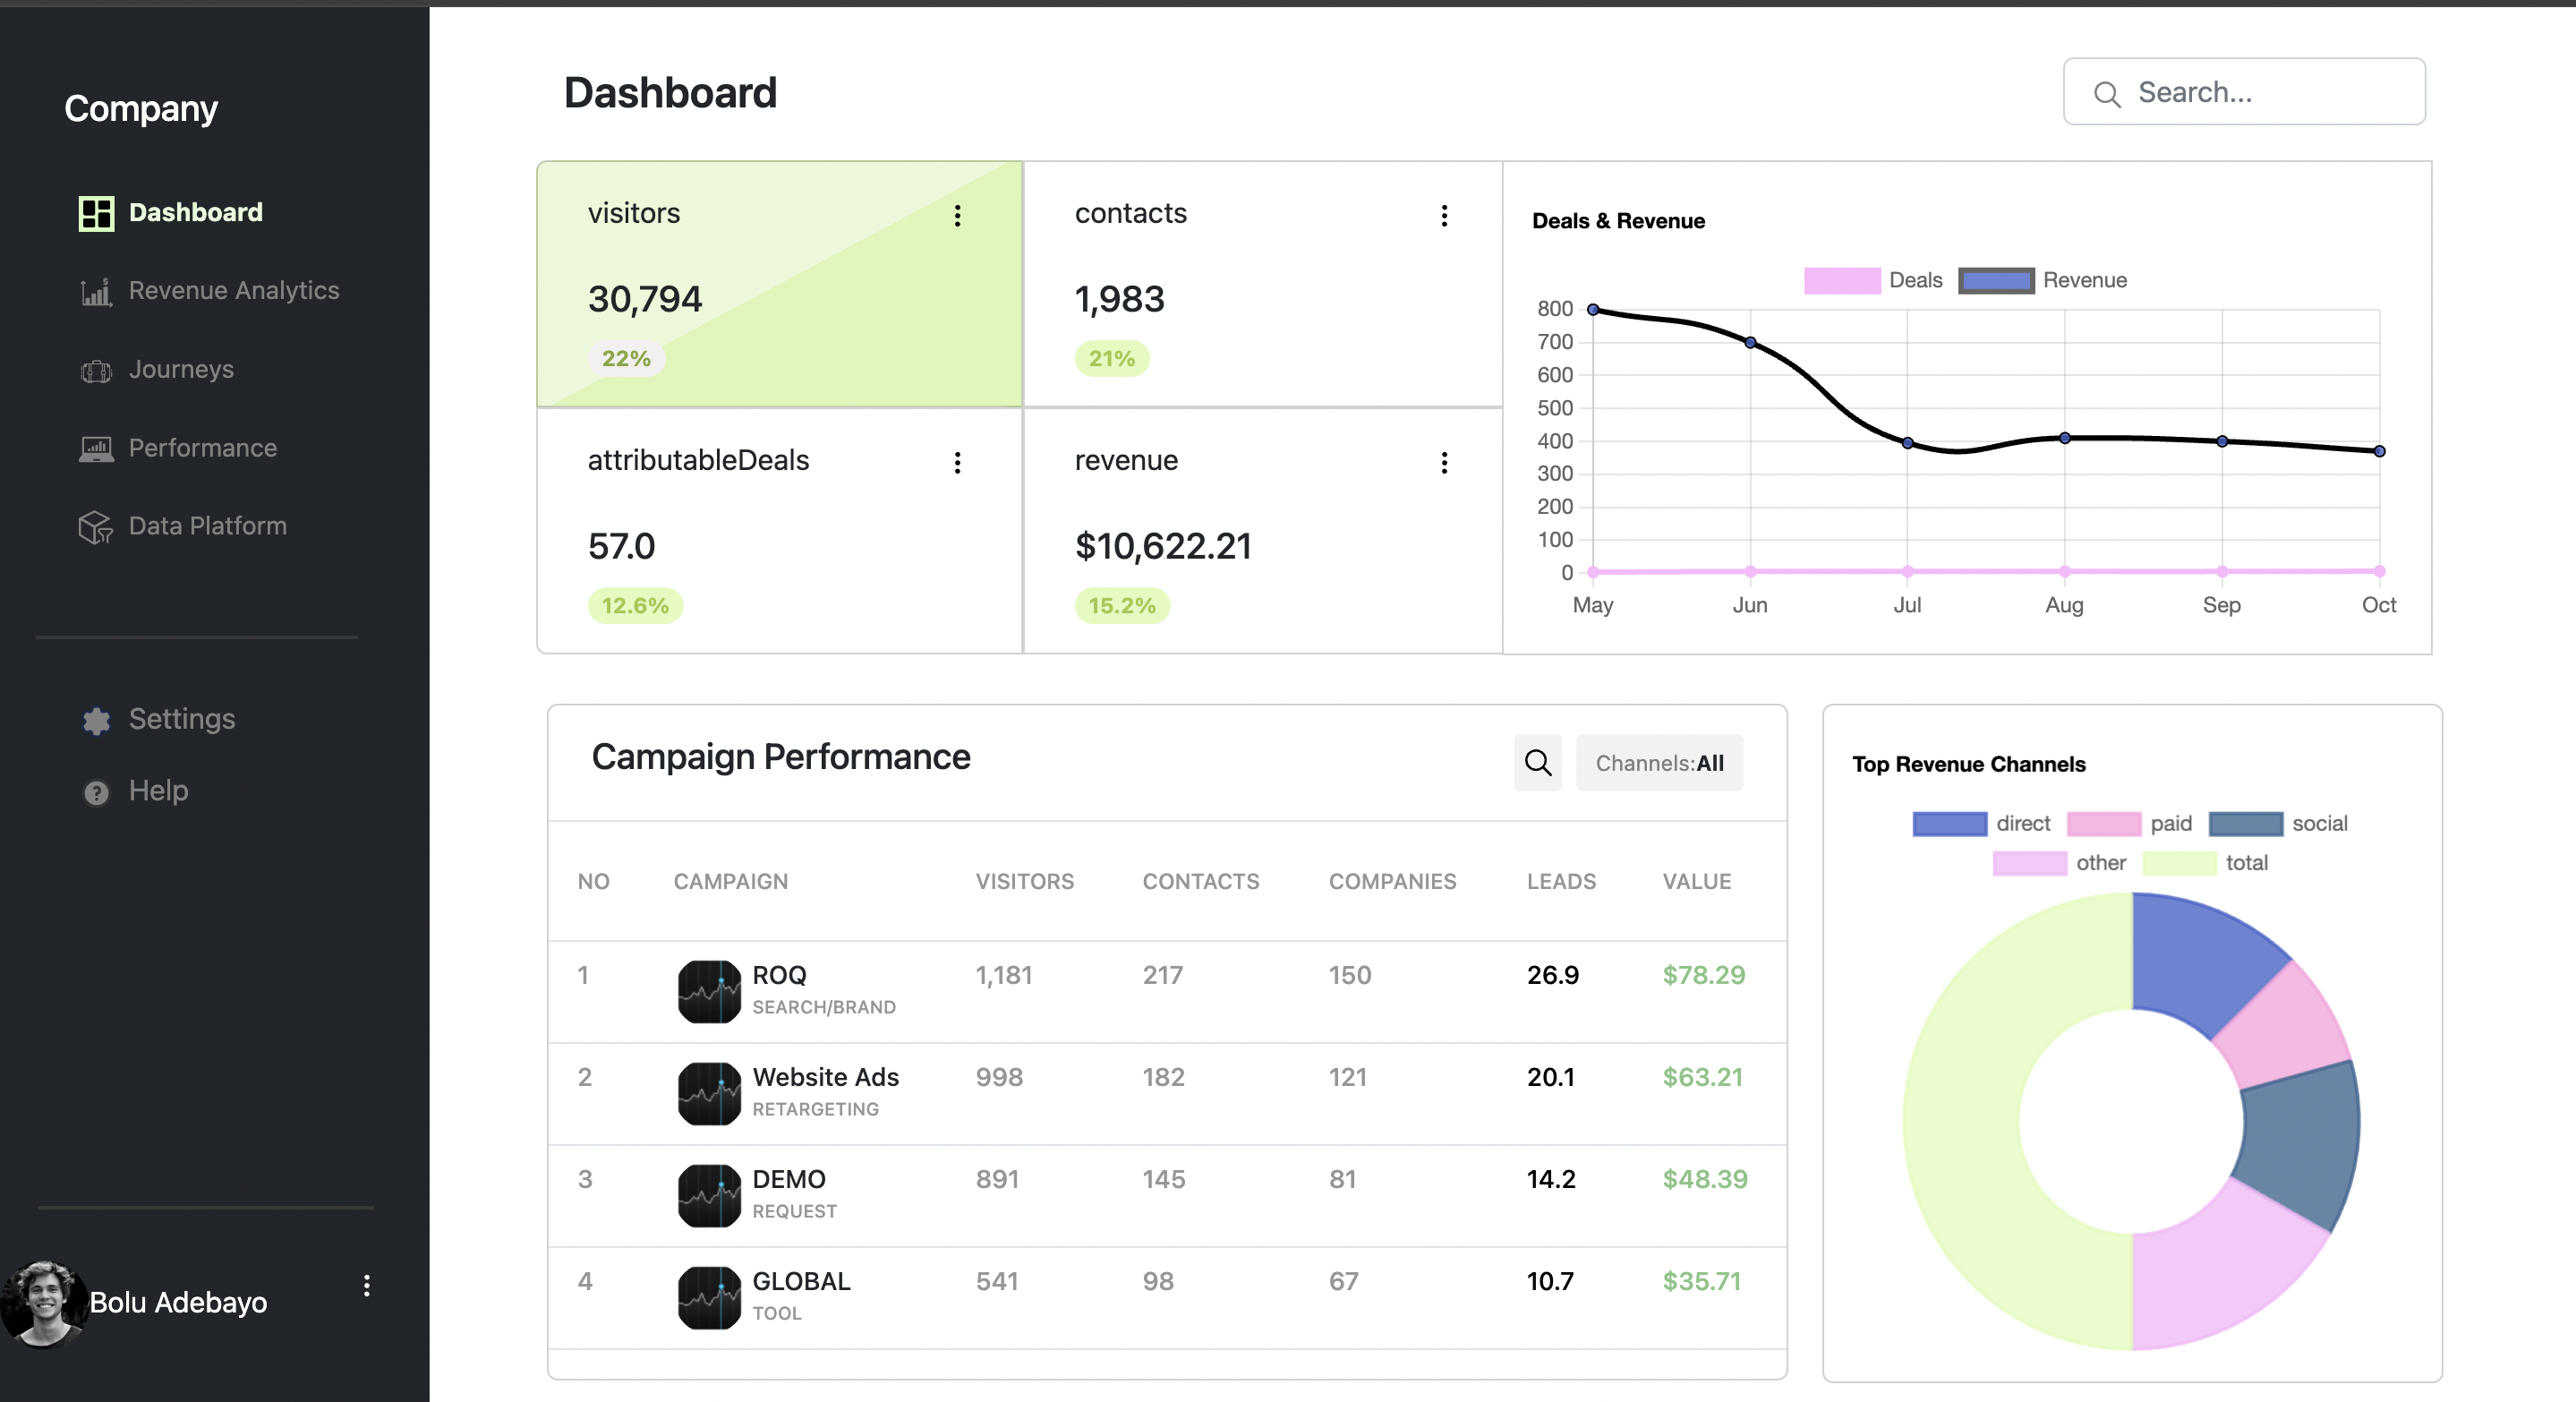 Company
Dashboard
Revenue Analytics
Journeys
Performance
Data Platform
Settings
Help
Bolu Adebayo
Dashboard
Search...
visitors
30,794
22%
contacts
1,983
21%
attributableDeals
57.0
12.6%
revenue
$10,622.21
15.2%
Deals & Revenue
Deals Revenue
800
700
600
500
400
300
200
100
0
May Jun Jul Aug Sep Oct
Campaign Performance
Channels:All
NO CAMPAIGN VISITORS CONTACTS COMPANIES LEADS VALUE
1 ROQ 1,181 217 150 26.9 $78.29
SEARCH/BRAND
2 Website Ads 998 182 121 20.1 $63.21
RETARGETING
3 DEMO 891 145 81 14.2 $48.39
REQUEST
4 GLOBAL 541 98 67 10.7 $35.71
TOOL
Top Revenue Channels
direct paid social
other total